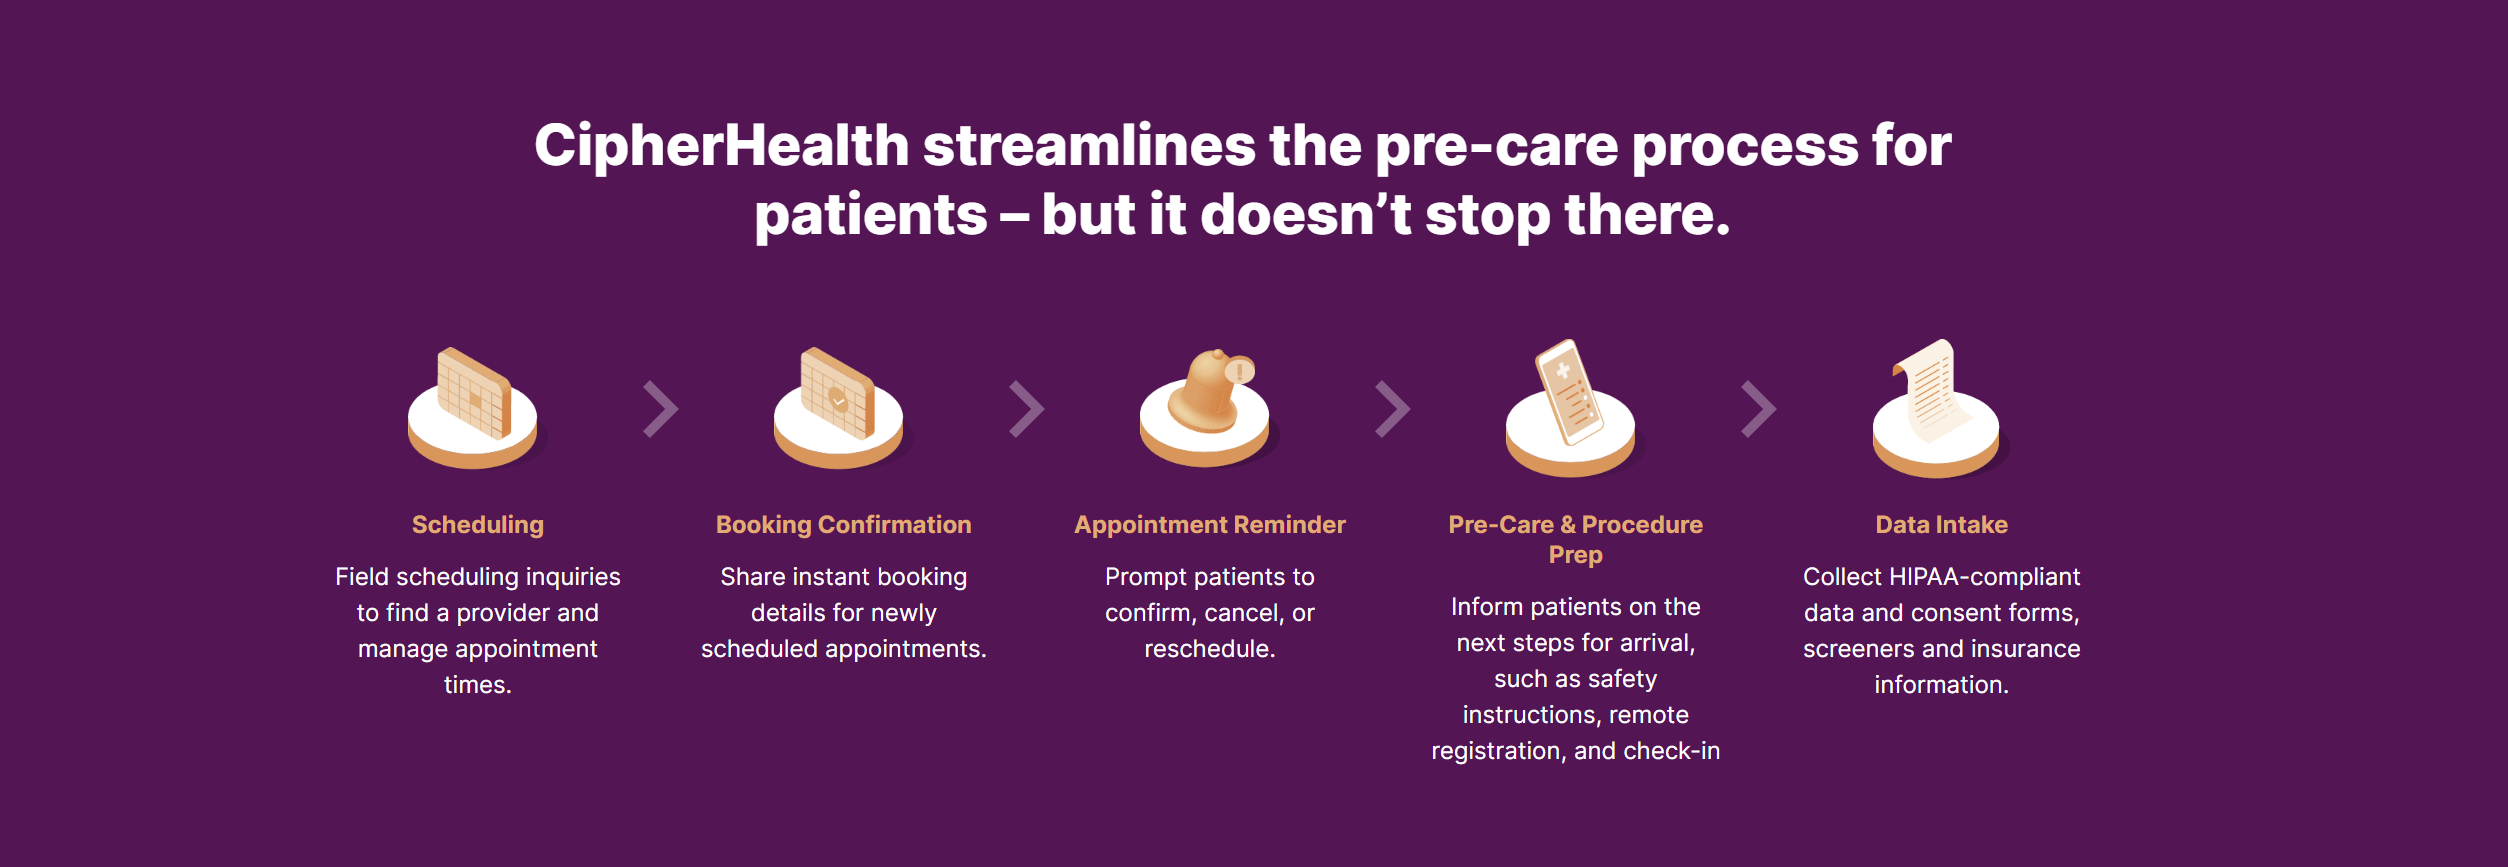 CipherHealth streamlines the pre-care process for
patients – but it doesn’t stop there.
Scheduling
Field scheduling inquiries
to find a provider and
manage appointment
times.
Booking Confirmation
Share instant booking
details for newly
scheduled appointments.
Appointment Reminder
Prompt patients to
confirm, cancel, or
reschedule.
Pre-Care & Procedure
Prep
Inform patients on the
next steps for arrival,
such as safety
instructions, remote
registration, and check-in
Data Intake
Collect HIPAA-compliant
data and consent forms,
screeners and insurance
information.